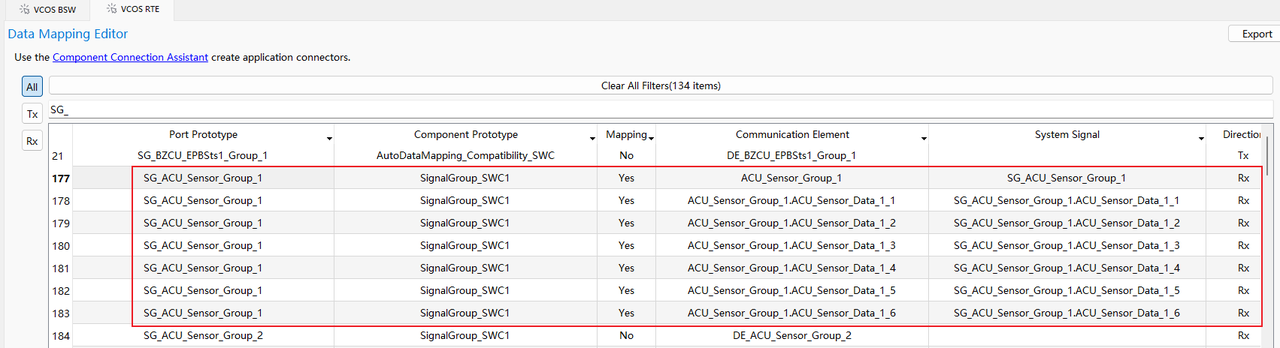 VCOS BSW VCOS RTE
Data Mapping Editor
Export
Use the Component Connection Assistant create application connectors.
All
Clear All Filters(134 items)
Tx
SG_
Rx
Port Prototype Component Prototype Mapping Communication Element System Signal Direction
21 SG_BZCU_EPBSts1_Group_1 AutoDataMapping_Compatibility_SWC No DE_BZCU_EPBSts1_Group_1 Tx
177 SG_ACU_Sensor_Group_1 SignalGroup_SWC1 Yes ACU_Sensor_Group_1 SG_ACU_Sensor_Group_1 Rx
178 SG_ACU_Sensor_Group_1 SignalGroup_SWC1 Yes ACU_Sensor_Group_1.ACU_Sensor_Data_1_1 SG_ACU_Sensor_Group_1.ACU_Sensor_Data_1_1 Rx
179 SG_ACU_Sensor_Group_1 SignalGroup_SWC1 Yes ACU_Sensor_Group_1.ACU_Sensor_Data_1_2 SG_ACU_Sensor_Group_1.ACU_Sensor_Data_1_2 Rx
180 SG_ACU_Sensor_Group_1 SignalGroup_SWC1 Yes ACU_Sensor_Group_1.ACU_Sensor_Data_1_3 SG_ACU_Sensor_Group_1.ACU_Sensor_Data_1_3 Rx
181 SG_ACU_Sensor_Group_1 SignalGroup_SWC1 Yes ACU_Sensor_Group_1.ACU_Sensor_Data_1_4 SG_ACU_Sensor_Group_1.ACU_Sensor_Data_1_4 Rx
182 SG_ACU_Sensor_Group_1 SignalGroup_SWC1 Yes ACU_Sensor_Group_1.ACU_Sensor_Data_1_5 SG_ACU_Sensor_Group_1.ACU_Sensor_Data_1_5 Rx
183 SG_ACU_Sensor_Group_1 SignalGroup_SWC1 Yes ACU_Sensor_Group_1.ACU_Sensor_Data_1_6 SG_ACU_Sensor_Group_1.ACU_Sensor_Data_1_6 Rx
184 SG_ACU_Sensor_Group_2 SignalGroup_SWC1 No DE_ACU_Sensor_Group_2 Rx